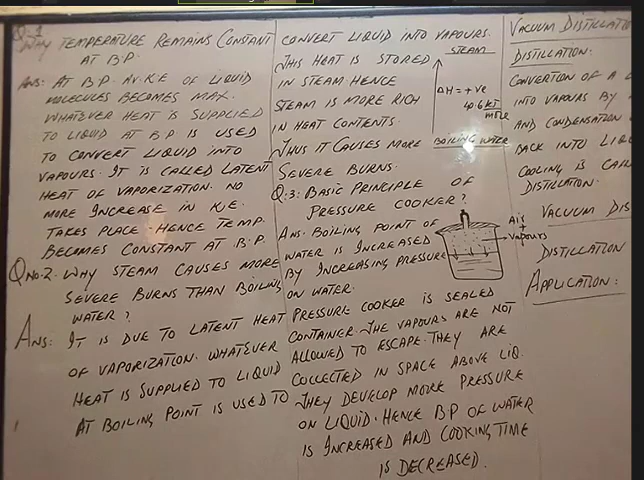 Q.1
WHY TEMPERATURE REMAINS CONSTANT
AT B.P.
ANS: AT B.P. AV.K.E OF LIQUID
MOLECULES BECOMES MAX.
WHATEVER HEAT IS SUPPLIED
TO LIQUID AT B.P IS USED
TO CONVERT LIQUID INTO
VAPOURS. IT IS CALLED LATENT
HEAT OF VAPORIZATION. NO
MORE INCREASE IN K.E.
TAKES PLACE. HENCE TEMP.
BECOMES CONSTANT AT B.P.
Q NO-2. WHY STEAM CAUSES MORE
SEVERE BURNS THAN BOILING
WATER?
ANS: IT IS DUE TO LATENT HEAT
OF VAPORIZATION. WHATEVER
HEAT IS SUPPLIED TO LIQUID
AT BOILING POINT IS USED TO
CONVERT LIQUID INTO VAPOURS.
THIS HEAT IS STORED
IN STEAM. HENCE
STEAM IS MORE RICH
IN HEAT CONTENTS.
THUS IT CAUSES MORE
SEVERE BURNS.
STEAM
ΔH = +ve
BOILING WATER
Q.3: BASIC PRINCIPLE OF
PRESSURE COOKER?
ANS. BOILING POINT OF
WATER IS INCREASED
BY INCREASING PRESSURE
ON WATER.
Air
+
Vapours
PRESSURE COOKER IS SEALED
CONTAINER. THE VAPOURS ARE NOT
ALLOWED TO ESCAPE. THEY ARE
COLLECTED IN SPACE ABOVE LIQ.
THEY DEVELOP MORE PRESSURE
ON LIQUID. HENCE BP OF WATER
IS INCREASED AND COOKING TIME
IS DECREASED.
VACUUM DISTILLATIO
DISTILLATION:
CONVERTION OF A
INTO VAPOURS BY
AND CONDENSATION
BACK INTO LIQU
COOLING IS CALL
DISTILLATION.
VACUUM DIS
DISTILLATION
APPLICATION: